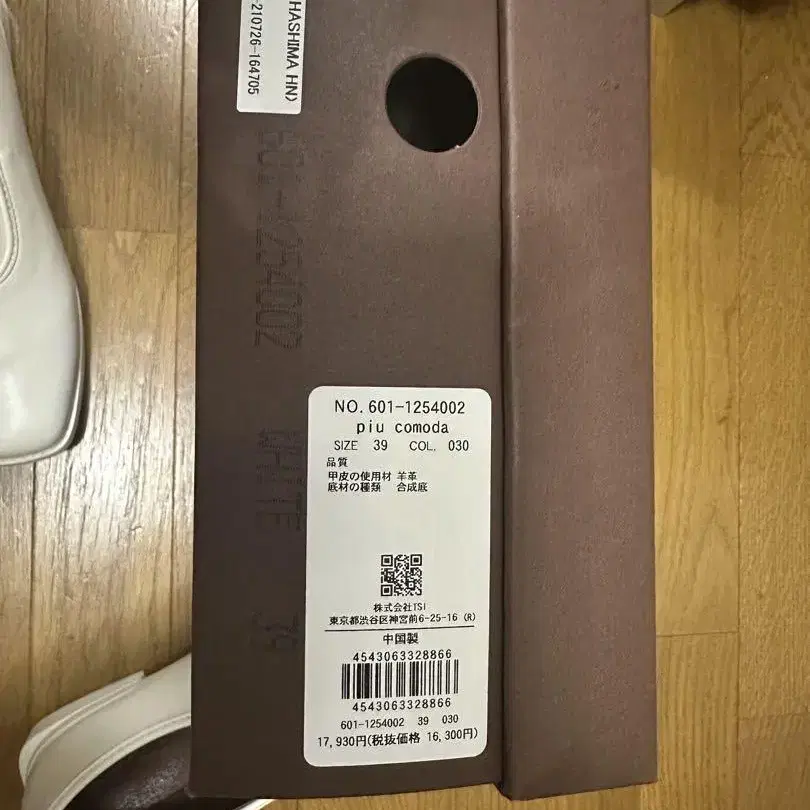 HASHIMA HN)
-210726-164705
601-1254002 WHITE 39
NO. 601-1254002
piu comoda
SIZE 39 COL. 030
品質
甲皮の使用材 羊革
底材の種類 合成底
株式会社TSI
東京都渋谷区神宮前6-25-16 (R)
中国製
4543063328866
4543063328866
601-1254002 39 030
17,930円(税抜価格 16,300円)